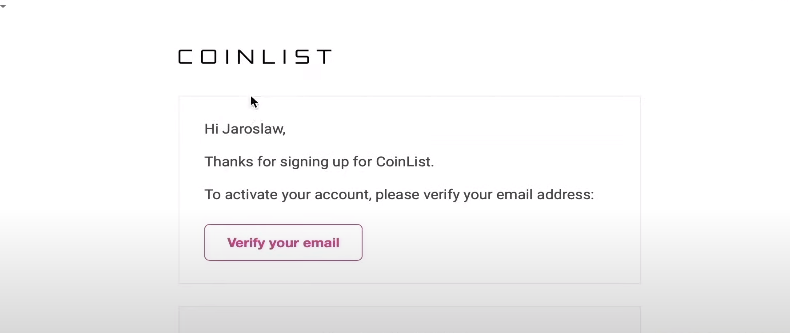 COINLIST
Hi Jaroslaw,
Thanks for signing up for CoinList.
To activate your account, please verify your email address:
Verify your email